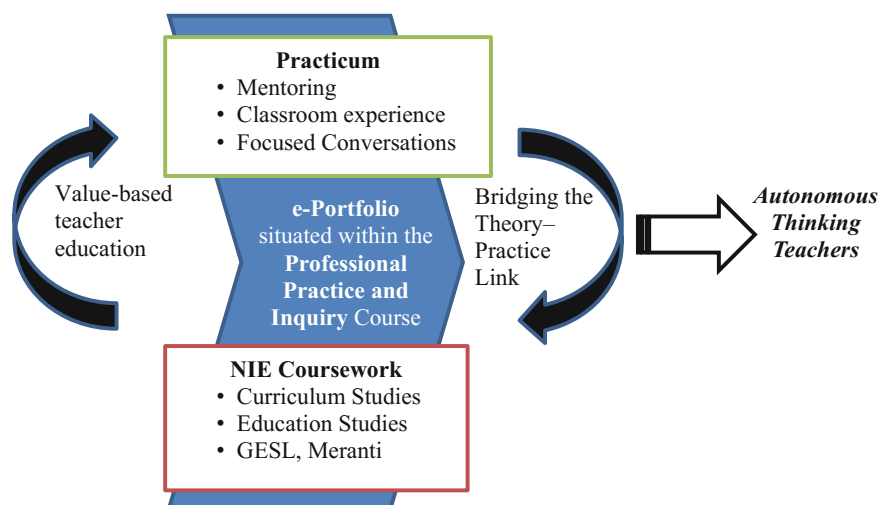 Practicum
• Mentoring
• Classroom experience
• Focused Conversations
Value-based
teacher
education
e-Portfolio
situated within the
Professional
Practice and
Inquiry Course
Bridging the
Theory–
Practice
Link
Autonomous
Thinking
Teachers
NIE Coursework
• Curriculum Studies
• Education Studies
• GESL, Meranti